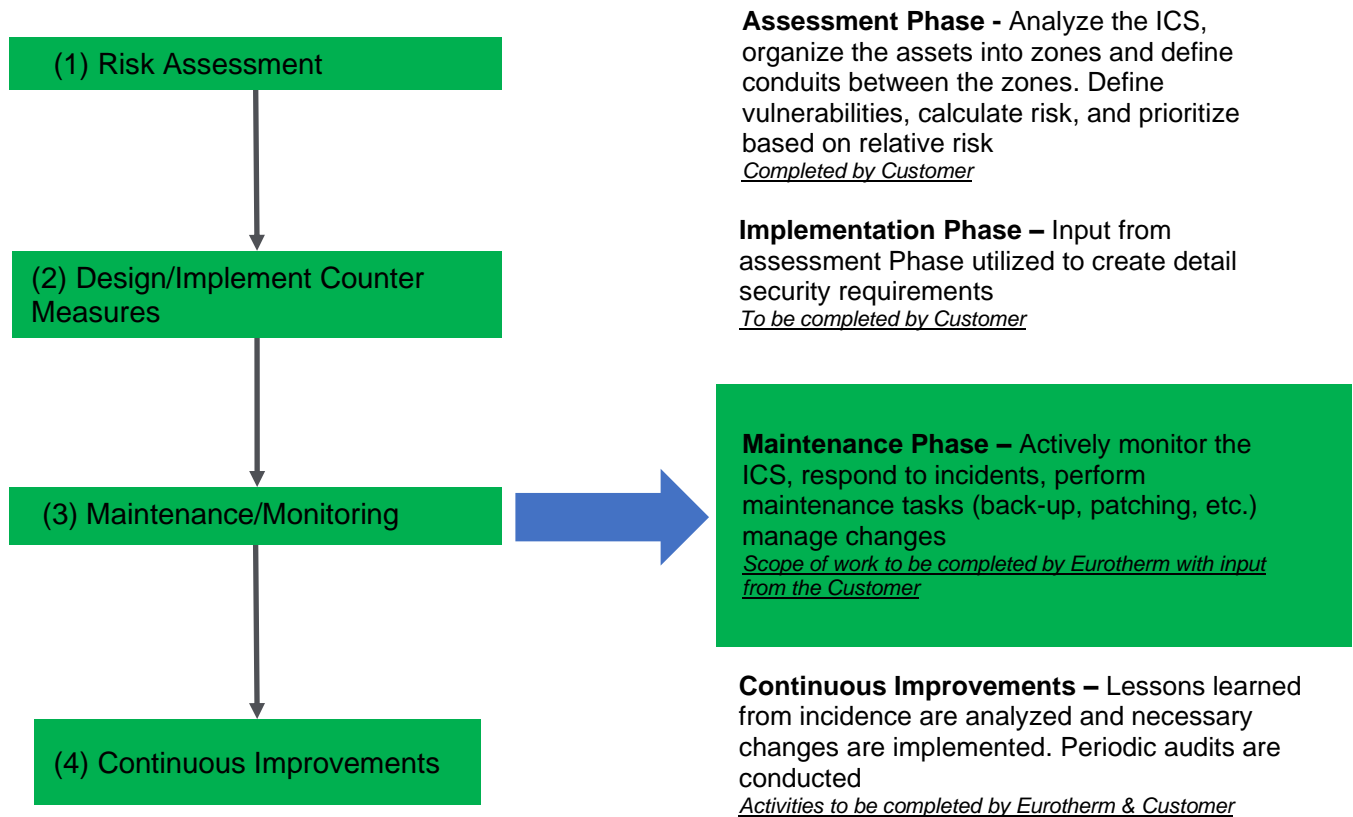 (1) Risk Assessment
Assessment Phase - Analyze the ICS,
organize the assets into zones and define
conduits between the zones. Define
vulnerabilities, calculate risk, and prioritize
based on relative risk
Completed by Customer
(2) Design/Implement Counter
Measures
Implementation Phase – Input from
assessment Phase utilized to create detail
security requirements
To be completed by Customer
(3) Maintenance/Monitoring
Maintenance Phase – Actively monitor the
ICS, respond to incidents, perform
maintenance tasks (back-up, patching, etc.)
manage changes
Scope of work to be completed by Eurotherm with input
from the Customer
(4) Continuous Improvements
Continuous Improvements – Lessons learned
from incidence are analyzed and necessary
changes are implemented. Periodic audits are
conducted
Activities to be completed by Eurotherm & Customer